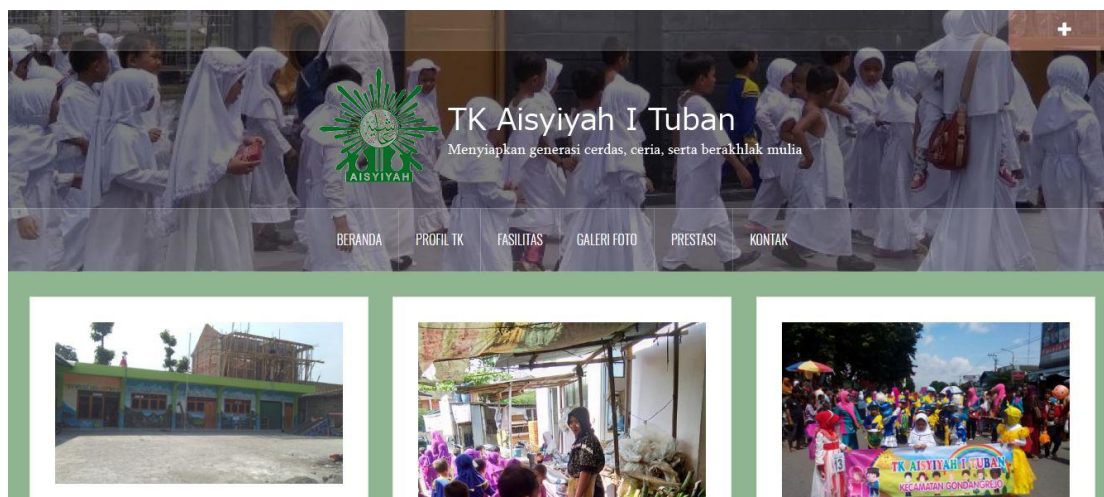 TK Aisyiyah I Tuban
Menyiapkan generasi cerdas, ceria, serta berakhlak mulia
AISYIYAH
BERANDA PROFIL TK FASILITAS GALERI FOTO PRESTASI KONTAK
TK AISYIYAH I TUBAN
KECAMATAN GONDANGREJO